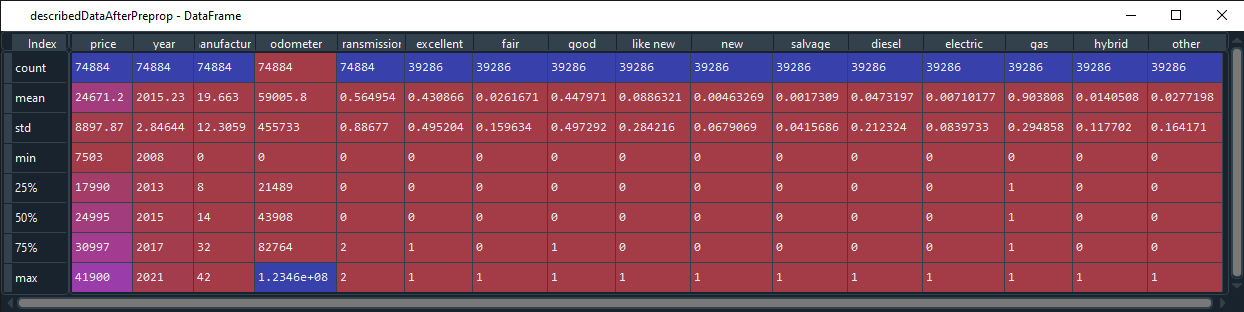 describedDataAfterPreprop - DataFrame
Index price year anufactur odometer ransmission excellent fair good like new new salvage diesel electric gas hybrid other
count 74884 74884 74884 74884 74884 39286 39286 39286 39286 39286 39286 39286 39286 39286 39286 39286
mean 24671.2 2015.23 19.663 59005.8 0.564954 0.430866 0.0261671 0.447971 0.0886321 0.00463269 0.0017309 0.0473197 0.00710177 0.903808 0.0140508 0.0277198
std 8897.87 2.84644 12.3059 455733 0.88677 0.495204 0.159634 0.497292 0.284216 0.0679069 0.0415686 0.212324 0.0839733 0.294858 0.117702 0.164171
min 7503 2008 0 0 0 0 0 0 0 0 0 0 0 0 0 0
25% 17990 2013 8 21489 0 0 0 0 0 0 0 0 0 1 0 0
50% 24995 2015 14 43908 0 0 0 0 0 0 0 0 0 1 0 0
75% 30997 2017 32 82764 2 1 0 1 0 0 0 0 0 1 0 0
max 41900 2021 42 1.2346e+08 2 1 1 1 1 1 1 1 1 1 1 1